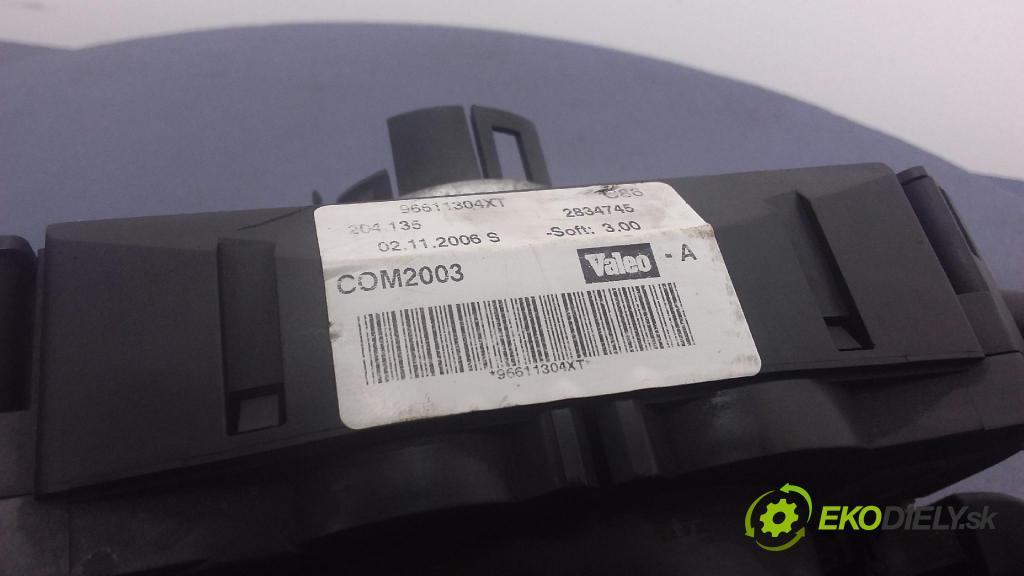 96611304XT
204.135 2834745
02.11.2006 S -Soft: 3.00
COM2003 Valeo - A
*96611304XT*
EKODIELY.sk